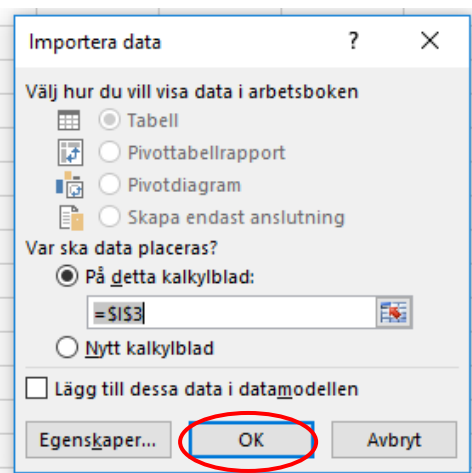 Importera data ?
Välj hur du vill visa data i arbetsboken
Tabell
Pivottabellrapport
Pivotdiagram
Skapa endast anslutning
Var ska data placeras?
På detta kalkylblad:
=$I$3
Nytt kalkylblad
Lägg till dessa data i datamodellen
Egenskaper... OK Avbryt